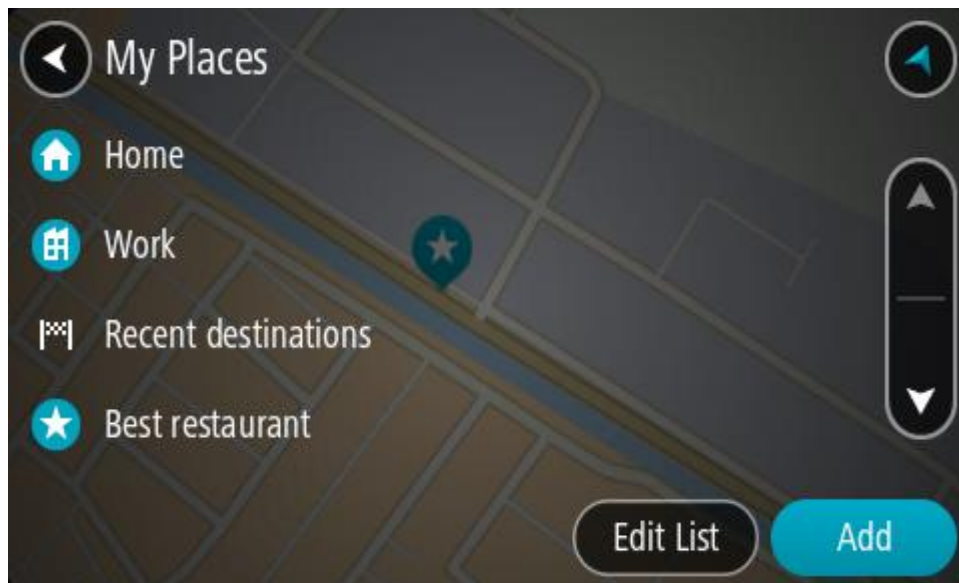 My Places
Home
Work
Recent destinations
Best restaurant
Edit List
Add